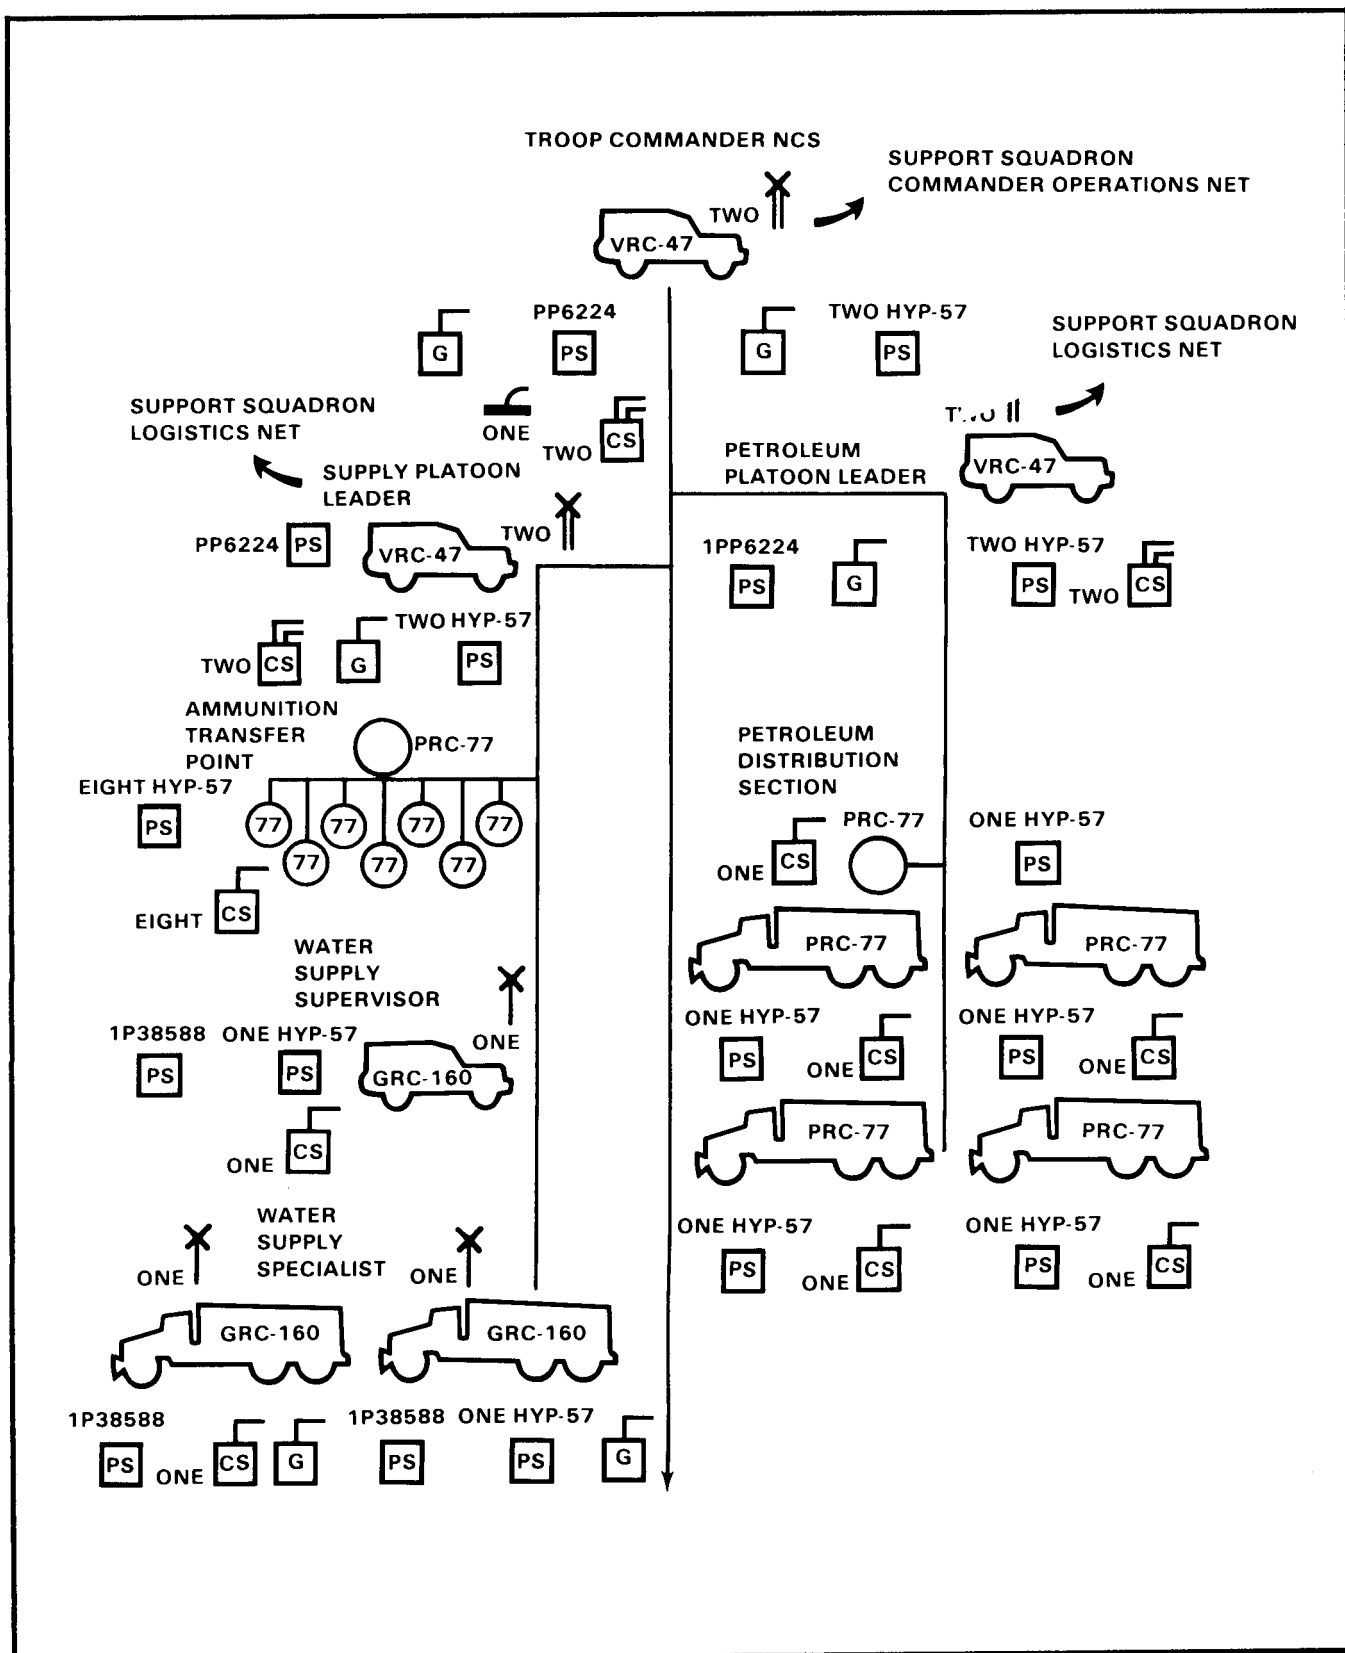 TROOP COMMANDER NCS
SUPPORT SQUADRON
COMMANDER OPERATIONS NET
TWO
VRC-47
PP6224
TWO HYP-57
G
PS
G
PS
SUPPORT SQUADRON
LOGISTICS NET
SUPPORT SQUADRON
LOGISTICS NET
ONE
TWO
CS
PETROLEUM
PLATOON LEADER
TWO
VRC-47
SUPPLY PLATOON
LEADER
PP6224
PS
VRC-47
TWO
1PP6224
PS
G
TWO HYP-57
PS
TWO
CS
TWO
CS
G
TWO HYP-57
PS
AMMUNITION
TRANSFER
POINT
PRC-77
EIGHT HYP-57
PS
77
77
77
77
77
77
77
EIGHT
CS
PETROLEUM
DISTRIBUTION
SECTION
ONE
CS
PRC-77
ONE HYP-57
PS
PRC-77
PRC-77
WATER
SUPPLY
SUPERVISOR
1P38588
ONE HYP-57
ONE
PS
PS
GRC-160
ONE
CS
ONE HYP-57
PS
ONE
CS
ONE HYP-57
PS
ONE
CS
PRC-77
PRC-77
ONE HYP-57
PS
ONE
CS
ONE HYP-57
PS
ONE
CS
WATER
SUPPLY
SPECIALIST
ONE
ONE
GRC-160
GRC-160
1P38588
1P38588
ONE HYP-57
PS
ONE
CS
G
PS
PS
G